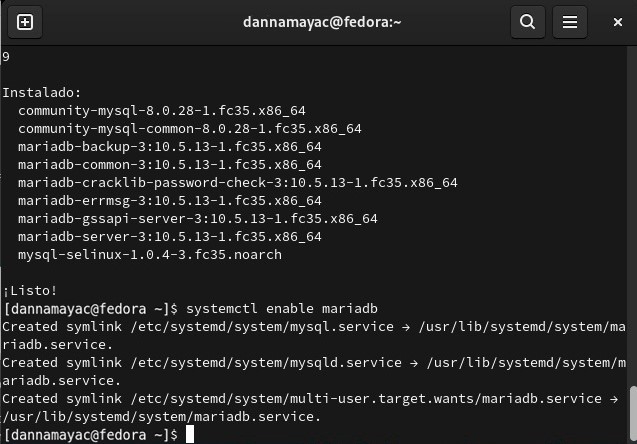 dannamayac@fedora:~
9
Instalado:
community-mysql-8.0.28-1.fc35.x86_64
community-mysql-common-8.0.28-1.fc35.x86_64
mariadb-backup-3:10.5.13-1.fc35.x86_64
mariadb-common-3:10.5.13-1.fc35.x86_64
mariadb-cracklib-password-check-3:10.5.13-1.fc35.x86_64
mariadb-errmsg-3:10.5.13-1.fc35.x86_64
mariadb-gssapi-server-3:10.5.13-1.fc35.x86_64
mariadb-server-3:10.5.13-1.fc35.x86_64
mysql-selinux-1.0.4-3.fc35.noarch
¡Listo!
[dannamayac@fedora ~]$ systemctl enable mariadb
Created symlink /etc/systemd/system/mysql.service → /usr/lib/systemd/system/ma
riadb.service.
Created symlink /etc/systemd/system/mysqld.service → /usr/lib/systemd/system/m
ariadb.service.
Created symlink /etc/systemd/system/multi-user.target.wants/mariadb.service →
/usr/lib/systemd/system/mariadb.service.
[dannamayac@fedora ~]$